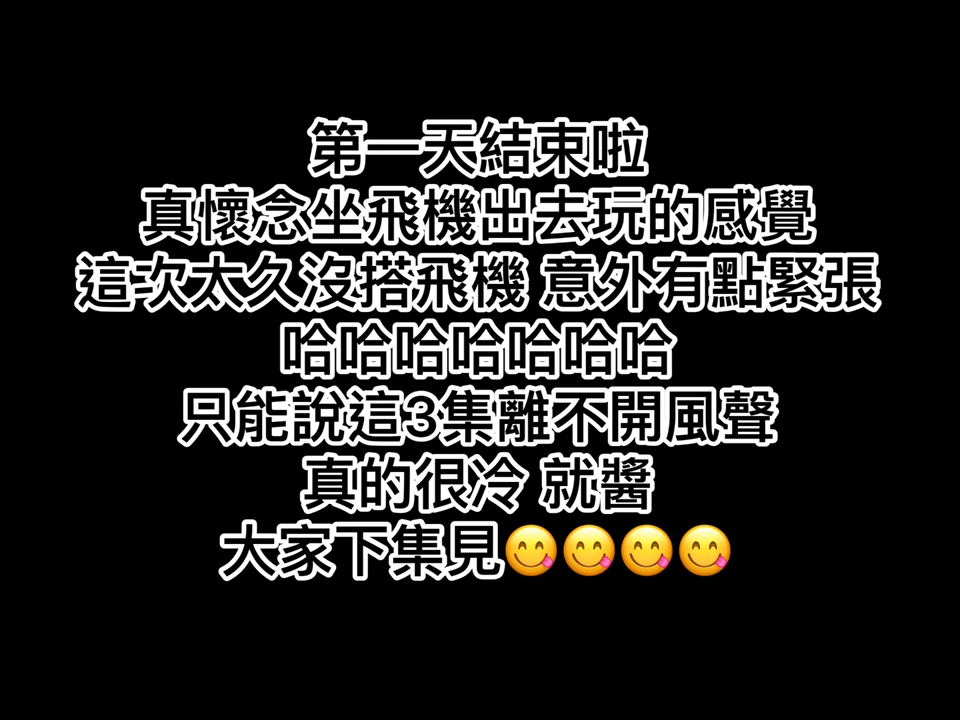 第一天結束啦
真懷念坐飛機出去玩的感覺
這次太久沒搭飛機 意外有點緊張
哈哈哈哈哈哈哈
只能說這3集離不開風聲
真的很冷 就醬
大家下集見😋😋😋😋